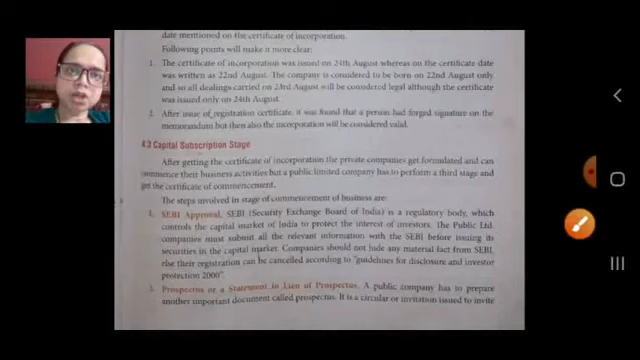 date mentioned on the certificate of incorporation.
Following points will make it more clear:
1. The certificate of incorporation was issued on 24th August whereas on the certificate date
was written as 22nd August. The company is considered to be born on 22nd August only
and so all dealings carried on 23rd August will be considered legal although the certificate
was issued only on 24th August.
2. After issue of registration certificate, it was found that a person had forged signature on the
memorandum but then also the incorporation will be considered valid.
4.3 Capital Subscription Stage
After getting the certificate of incorporation the private companies get formulated and can
commence their business activities but a public limited company has to perform a third stage and
get the certificate of commencement.
The steps involved in stage of commencement of business are:
1. SEBI Approval. SEBI (Security Exchange Board of India) is a regulatory body, which
controls the capital market of India to protect the interest of investors. The Public Ltd.
companies must submit all the relevant information with the SEBI before issuing its
securities in the capital market. Companies should not hide any material fact from SEBI,
else their registration can be cancelled according to "guidelines for disclosure and investor
protection 2000".
2. Prospectus or a Statement in Lieu of Prospectus. A public company has to prepare
another important document called prospectus. It is a circular or invitation issued to invite